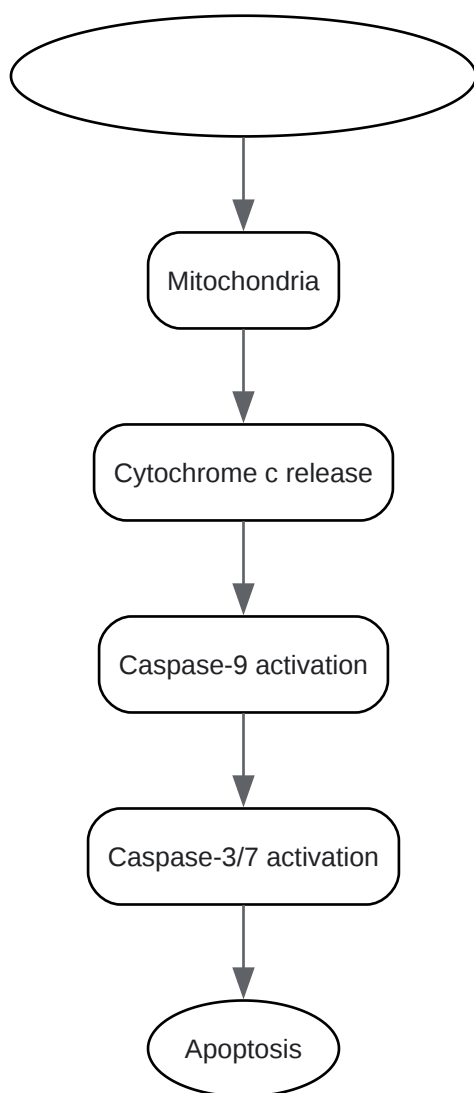 Mitochondria
Cytochrome c release
Caspase-9 activation
Caspase-3/7 activation
Apoptosis